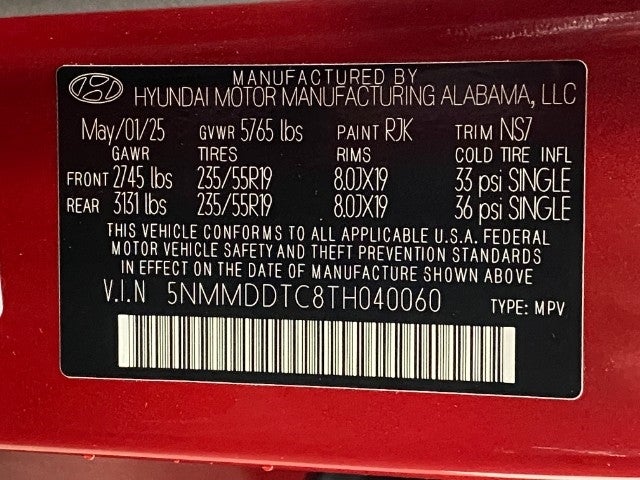 MANUFACTURED BY
HYUNDAI MOTOR MANUFACTURING ALABAMA, LLC
May/01/25 GVWR 5765 lbs PAINT RJK TRIM NS7
GAWR TIRES RIMS COLD TIRE INFL
FRONT 2745 lbs 235/55R19 8.0JX19 33 psi SINGLE
REAR 3131 lbs 235/55R19 8.0JX19 36 psi SINGLE
THIS VEHICLE CONFORMS TO ALL APPLICABLE U.S.A. FEDERAL
MOTOR VEHICLE SAFETY AND THEFT PREVENTION STANDARDS
IN EFFECT ON THE DATE OF MANUFACTURE SHOWN ABOVE
V.I.N 5NMMDDTC8TH040060 TYPE: MPV